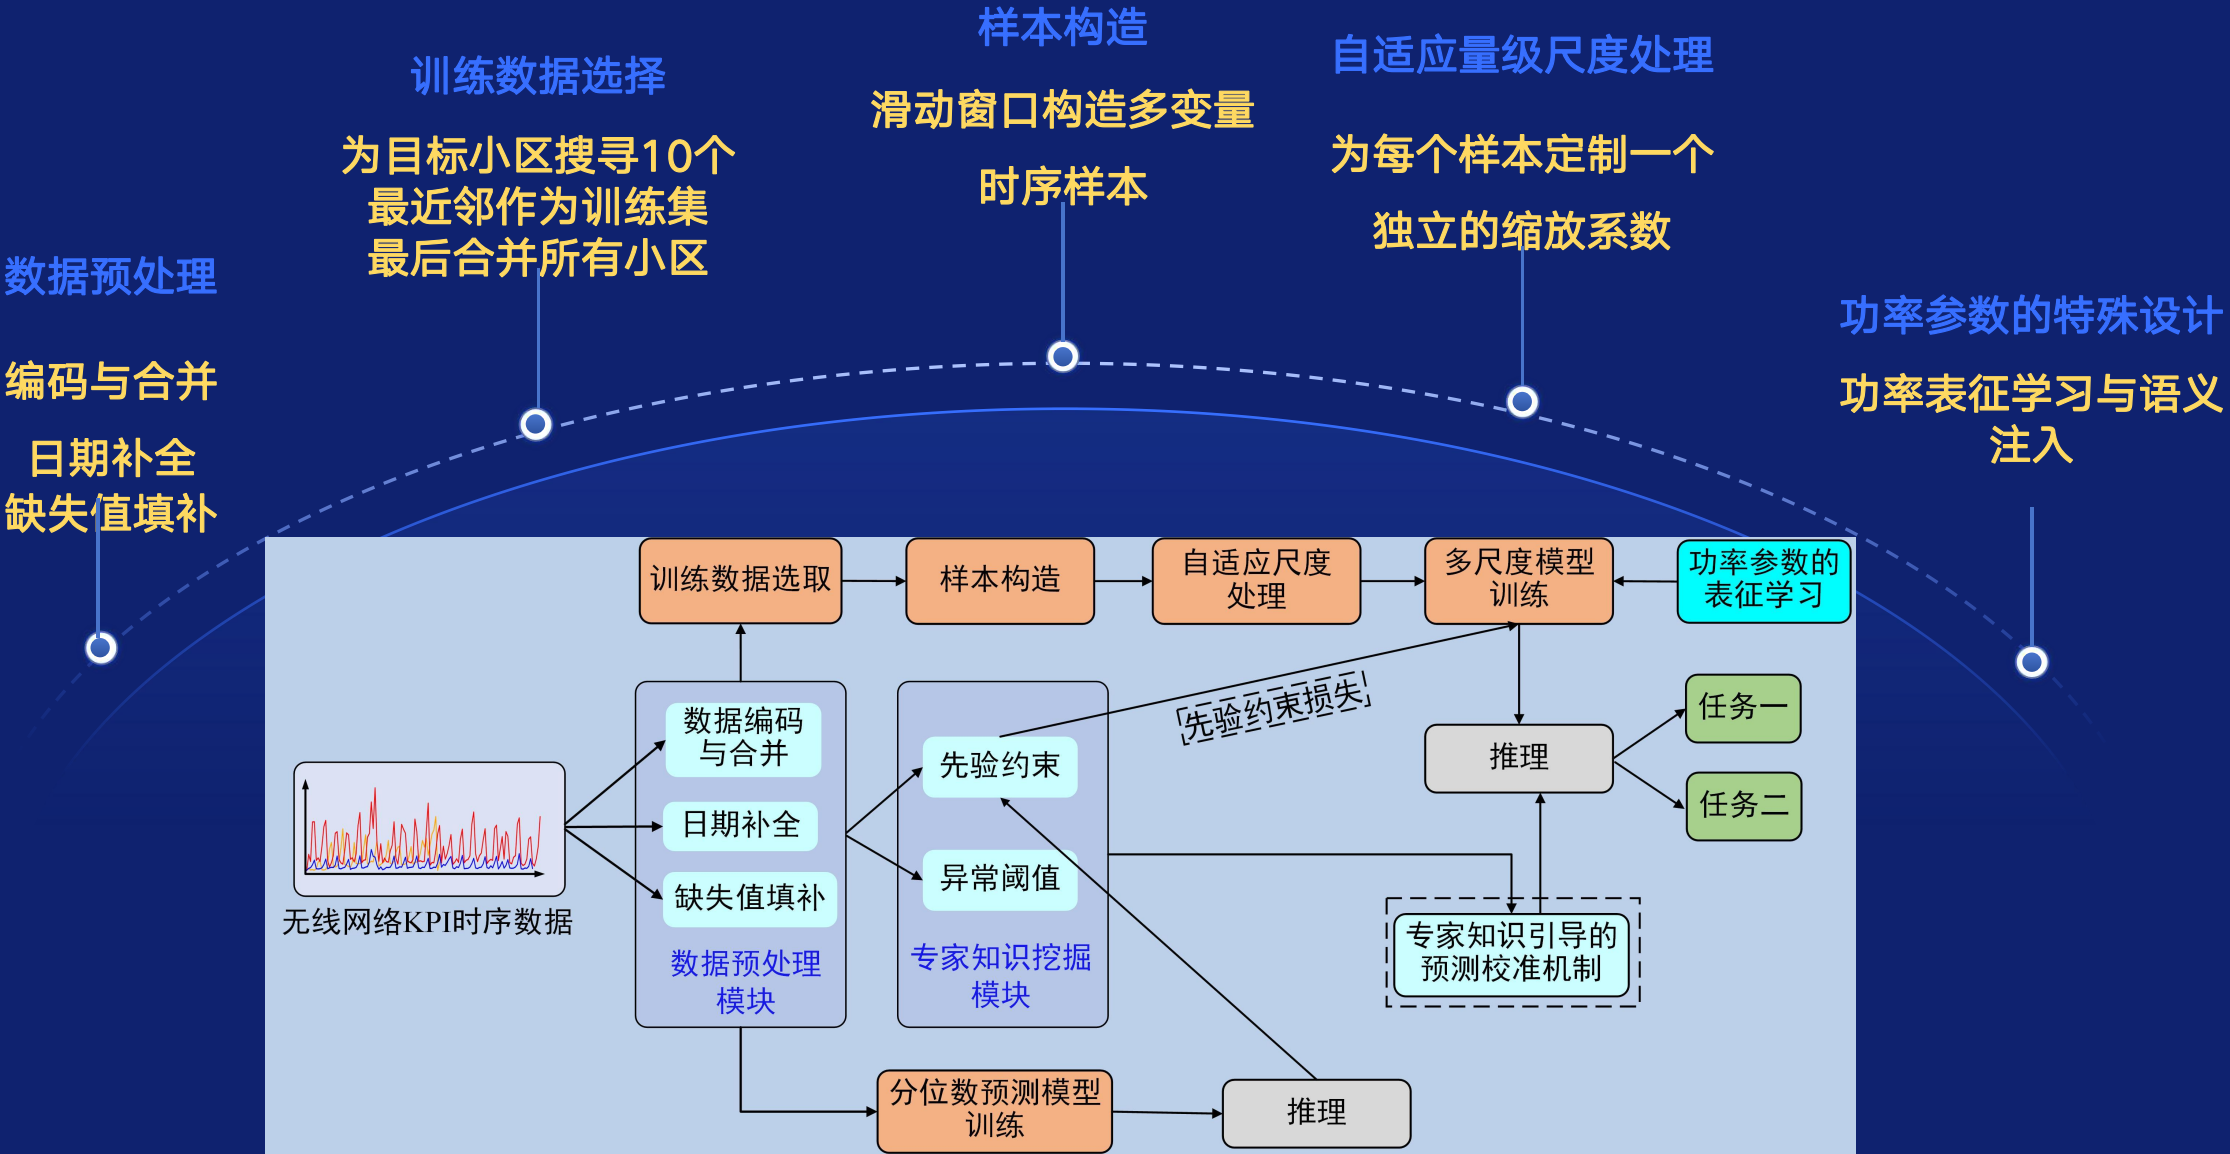 数据预处理
编码与合并
日期补全
缺失值填补
训练数据选择
为目标小区搜寻10个
最近邻作为训练集
最后合并所有小区
样本构造
滑动窗口构造多变量
时序样本
自适应量级尺度处理
为每个样本定制一个
独立的缩放系数
功率参数的特殊设计
功率表征学习与语义
注入
训练数据选取
样本构造
自适应尺度
处理
多尺度模型
训练
功率参数的
表征学习
数据编码
与合并
日期补全
缺失值填补
数据预处理
模块
无线网络KPI时序数据
先验约束
异常阈值
专家知识挖掘
模块
先验约束损失
推理
任务一
任务二
专家知识引导的
预测校准机制
分位数预测模型
训练
推理